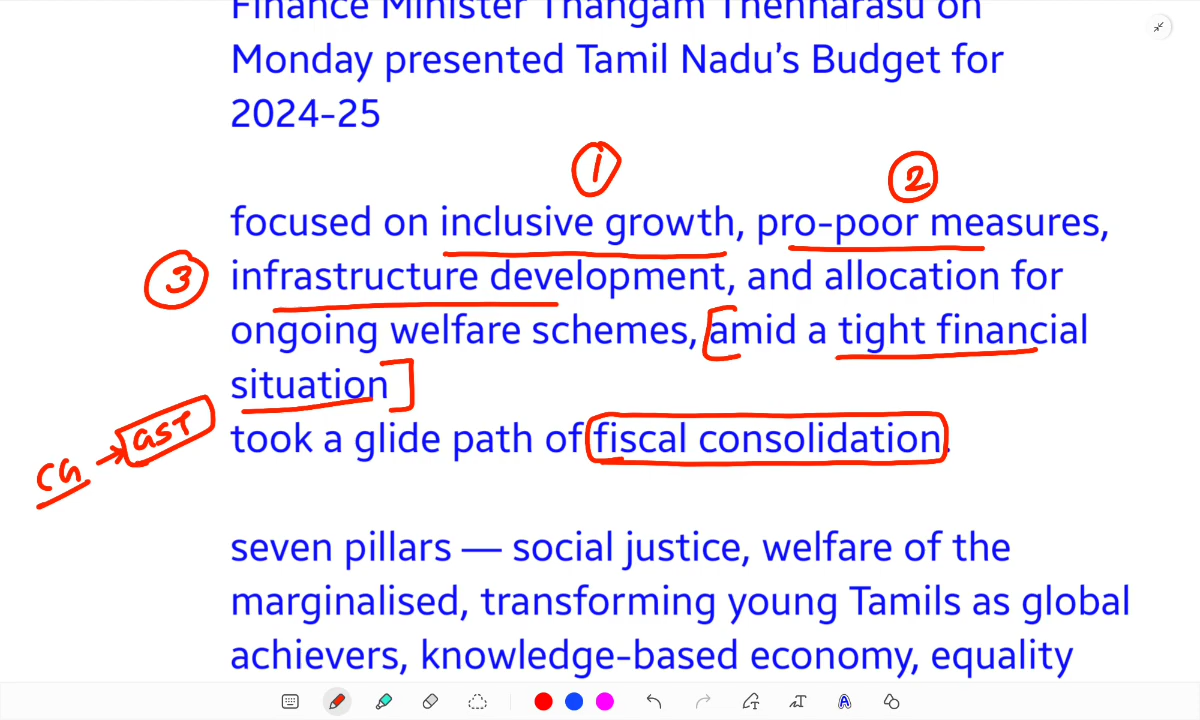 Finance Minister Thangam Thennarasu on
Monday presented Tamil Nadu's Budget for
2024-25
1
2
focused on inclusive growth, pro-poor measures,
3
infrastructure development, and allocation for
ongoing welfare schemes, [amid a tight financial
situation]
GST
CG
took a glide path of fiscal consolidation.
seven pillars — social justice, welfare of the
marginalised, transforming young Tamils as global
achievers, knowledge-based economy, equality